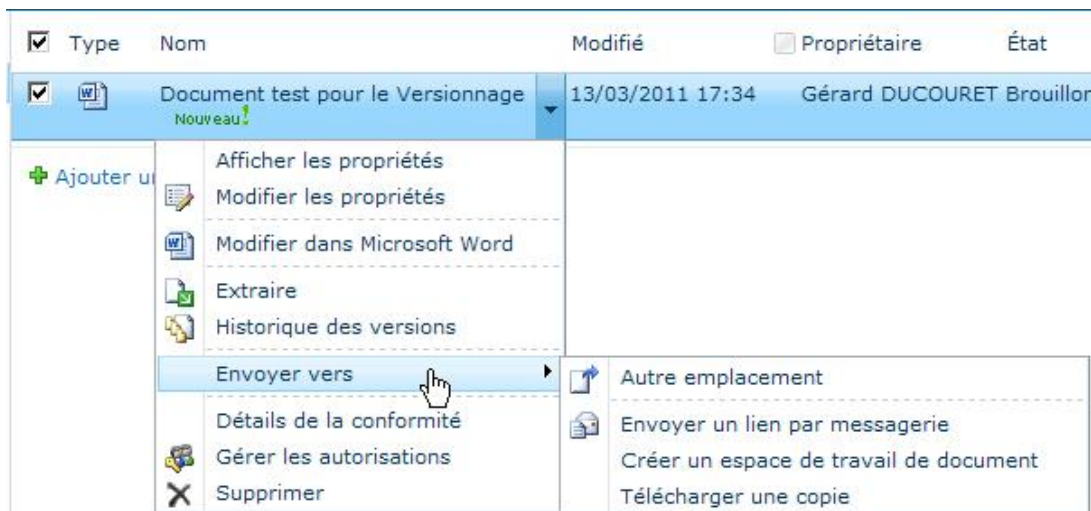 Type Nom Modifié Propriétaire État
Document test pour le Versionnage 13/03/2011 17:34 Gérard DUCOURET Brouillon
Nouveau!
Afficher les propriétés
Ajouter
Modifier les propriétés
Modifier dans Microsoft Word
Extraire
Historique des versions
Envoyer vers
Autre emplacement
Détails de la conformité
Envoyer un lien par messagerie
Gérer les autorisations
Créer un espace de travail de document
Supprimer
Télécharger une copie